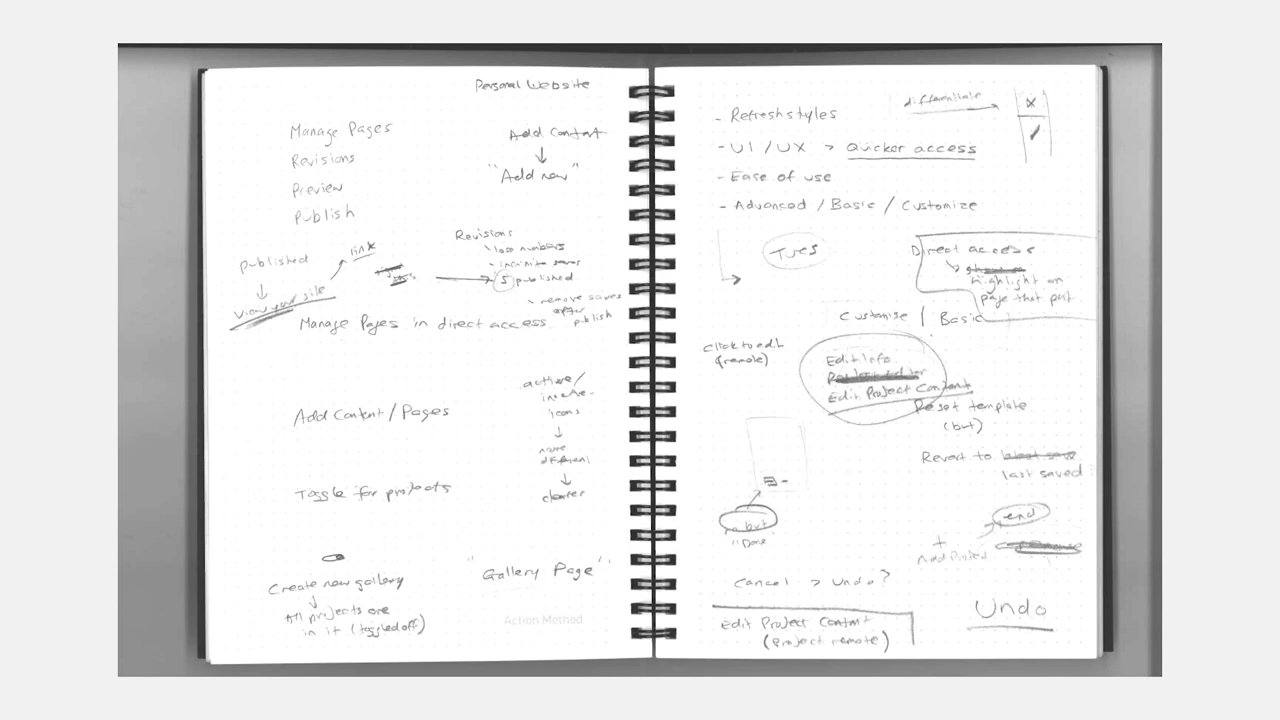 Personal Website
Manage Pages
Revisions
Preview
Publish
Add Content
"Add new"
published
link
view your site
Revisions
\ lose numbers
\ infinite saves
5 published
\ remove saves
after
publish
Manage Pages in direct access
active/
inactive
icons
more
different
clearer
Add Content/Pages
Toggle for projects
Create new gallery
All projects are
in it (toggled off)
"Gallery Page"
Action Method
- Refresh styles
- UI / UX > Quicker access
- Ease of use
- Advanced / Basic / Customize
differentiate
x
Tues
Direct access
highlight on
page that part
Customise | Basic
Click to edit
(remote)
Edit Info
Edit Project Content
Reset template
(but)
Revert to
last saved
but
"Done
end
+
Cancel > Undo?
Undo
Edit Project Content
(Project remote)